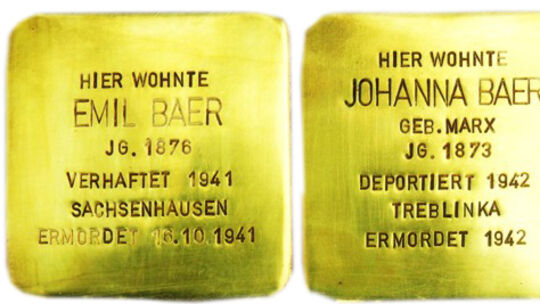 HIER WOHNTE
EMIL BAER
JG. 1876
VERHAFTET 1941
SACHSENHAUSEN
ERMORDET 16.10.1941
HIER WOHNTE
JOHANNA BAER
GEB. MARX
JG. 1873
DEPORTIERT 1942
TREBLINKA
ERMORDET 1942